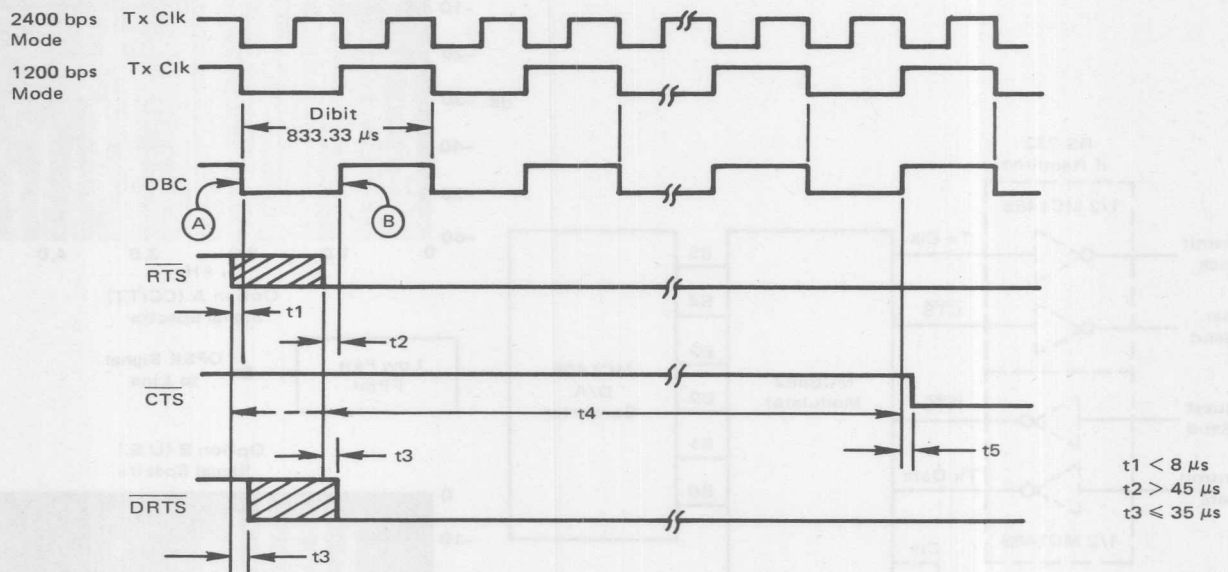 2400 bps Mode
Tx Clk
1200 bps Mode
Tx Clk
Dibit
833.33 µs
DBC
A
B
RTS
t1
t2
CTS
t4
t3
t5
DRTS
t3
t1 < 8 µs
t2 > 45 µs
t3 ≤ 35 µs